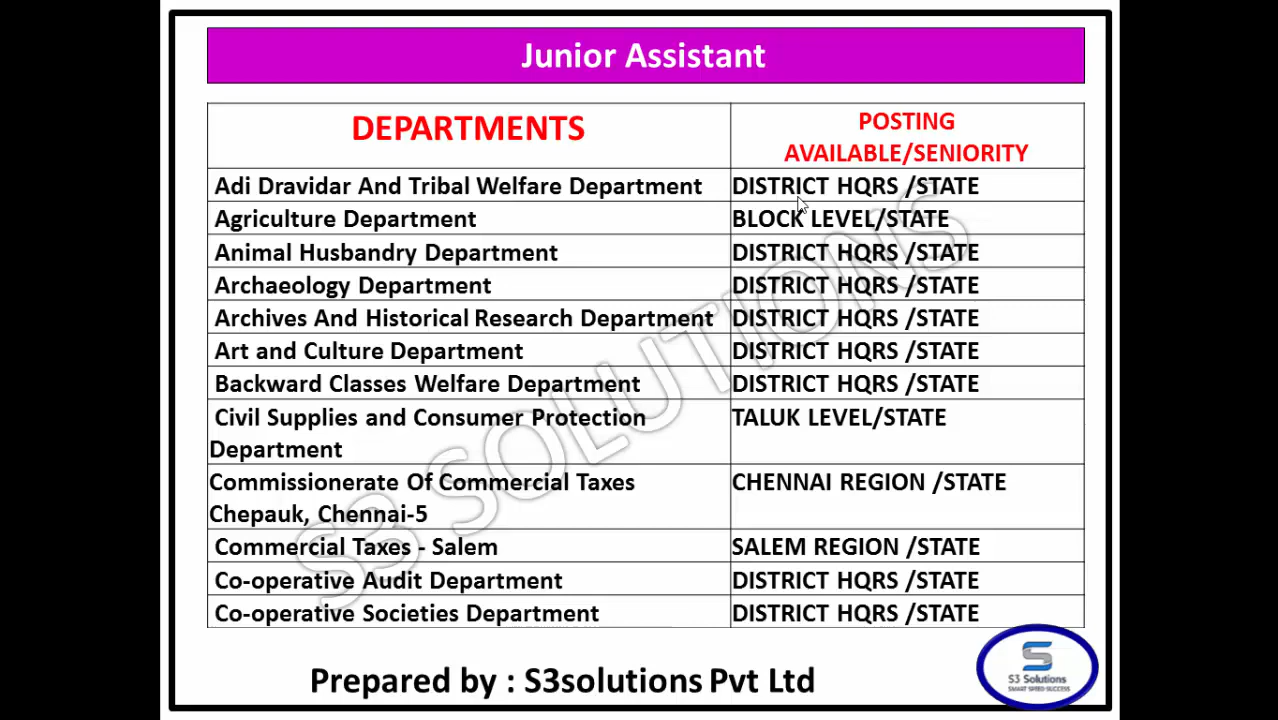 Junior Assistant
DEPARTMENTS
POSTING
AVAILABLE/SENIORITY
Adi Dravidar And Tribal Welfare Department DISTRICT HQRS /STATE
Agriculture Department BLOCK LEVEL/STATE
Animal Husbandry Department DISTRICT HQRS /STATE
Archaeology Department DISTRICT HQRS /STATE
Archives And Historical Research Department DISTRICT HQRS /STATE
Art and Culture Department DISTRICT HQRS /STATE
Backward Classes Welfare Department DISTRICT HQRS /STATE
Civil Supplies and Consumer Protection
Department
TALUK LEVEL/STATE
Commissionerate Of Commercial Taxes
Chepauk, Chennai-5
CHENNAI REGION /STATE
Commercial Taxes - Salem SALEM REGION /STATE
Co-operative Audit Department DISTRICT HQRS /STATE
Co-operative Societies Department DISTRICT HQRS /STATE
S3 SOLUTIONS
Prepared by : S3solutions Pvt Ltd
S3 Solutions
SMART SPEED SUCCESS